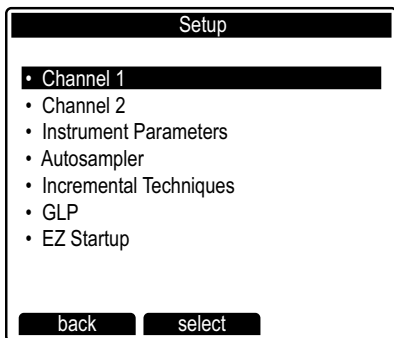 Setup
• Channel 1
• Channel 2
• Instrument Parameters
• Autosampler
• Incremental Techniques
• GLP
• EZ Startup
back select